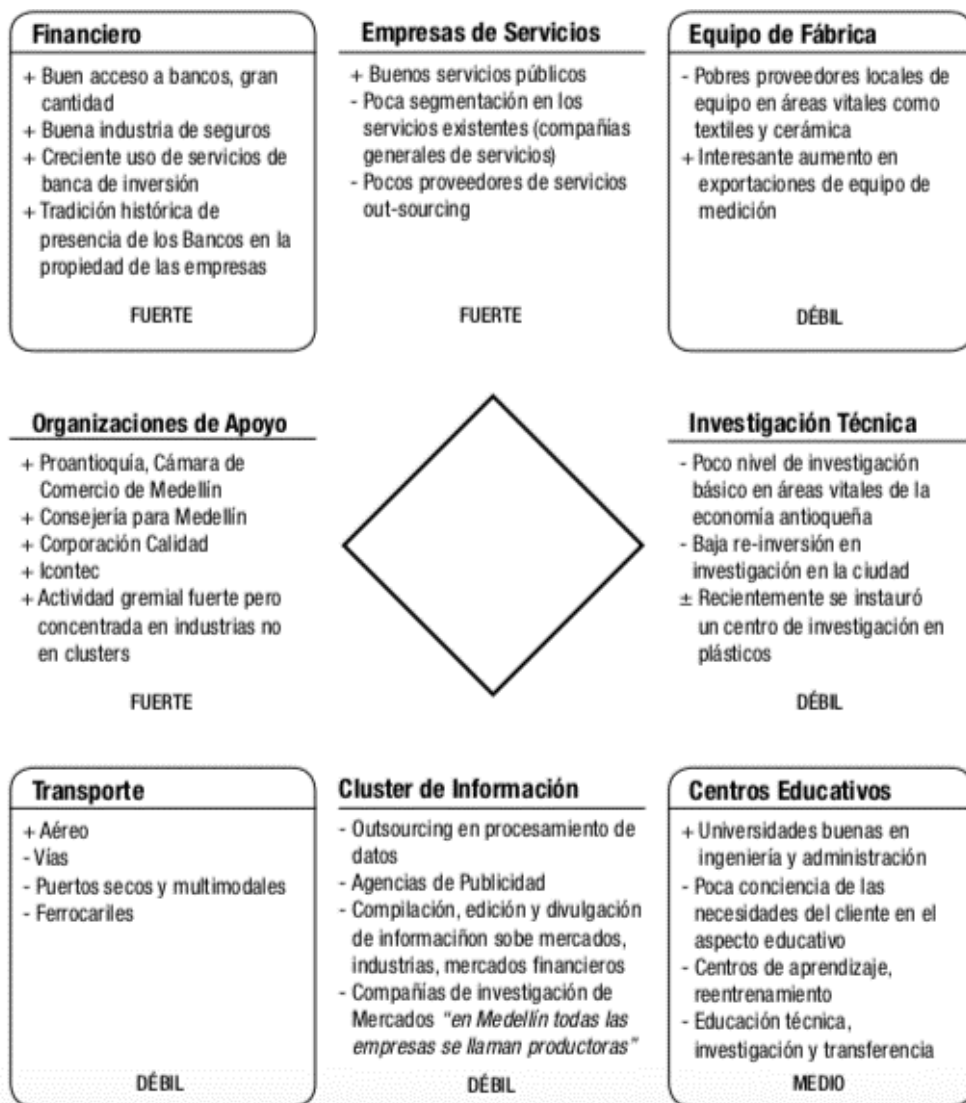 Financiero
+ Buen acceso a bancos, gran
cantidad
+ Buena industria de seguros
+ Creciente uso de servicios de
banca de inversión
+ Tradición histórica de
presencia de los Bancos en la
propiedad de las empresas
FUERTE
Empresas de Servicios
+ Buenos servicios públicos
- Poca segmentación en los
servicios existentes (compañías
generales de servicios)
- Pocos proveedores de servicios
out-sourcing
FUERTE
Equipo de Fábrica
- Pobres proveedores locales de
equipo en áreas vitales como
textiles y cerámica
+ Interesante aumento en
exportaciones de equipo de
medición
DÉBIL
Organizaciones de Apoyo
+ Proantioquía, Cámara de
Comercio de Medellín
+ Consejería para Medellín
+ Corporación Calidad
+ Icontec
+ Actividad gremial fuerte pero
concentrada en industrias no
en clusters
FUERTE
Investigación Técnica
- Poco nivel de investigación
básico en áreas vitales de la
economía antioqueña
- Baja re-inversión en
investigación en la ciudad
± Recientemente se instauró
un centro de investigación en
plásticos
DÉBIL
Transporte
+ Aéreo
- Vías
- Puertos secos y multimodales
- Ferrocariles
DÉBIL
Cluster de Información
- Outsourcing en procesamiento de
datos
- Agencias de Publicidad
- Compilación, edición y divulgación
de informaciñon sobe mercados,
industrias, mercados financieros
- Compañías de investigación de
Mercados "en Medellín todas las
empresas se llaman productoras"
DÉBIL
Centros Educativos
+ Universidades buenas en
ingeniería y administración
- Poca conciencia de las
necesidades del cliente en el
aspecto educativo
- Centros de aprendizaje,
reentrenamiento
- Educación técnica,
investigación y transferencia
MEDIO